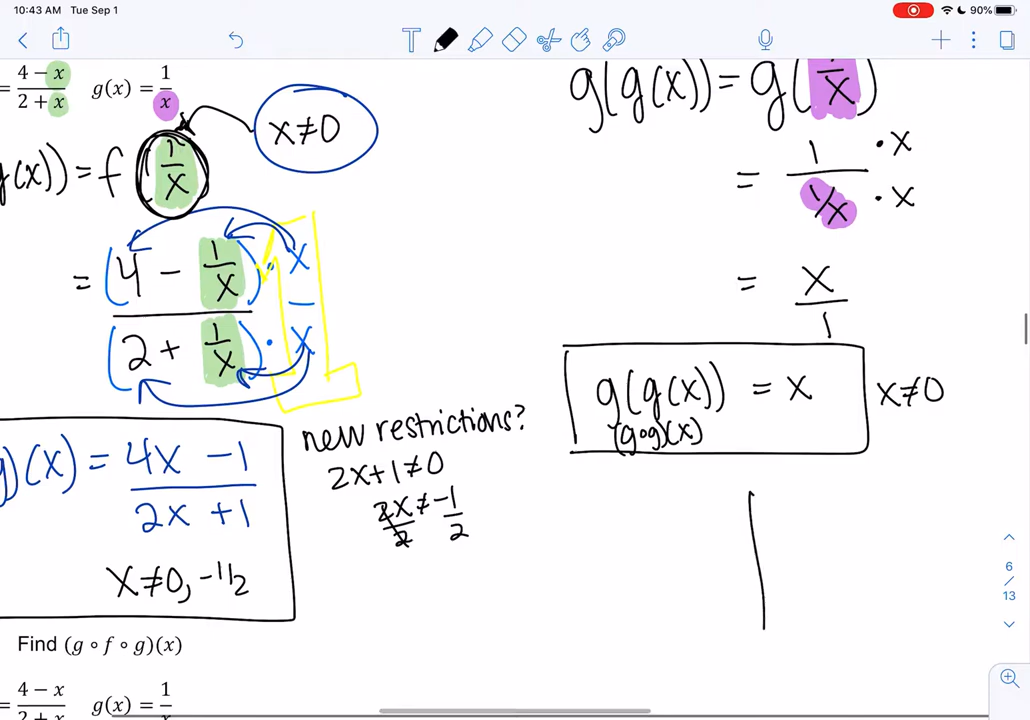 10:43 AM Tue Sep 1
90%
= 4 − x / 2 + x g(x) = 1 / x
x ≠ 0
g(x)) = f (1/x)
= (4 − 1/x) · x
(2 + 1/x) · x
g)(x) = 4x − 1 / 2x + 1
x ≠ 0, −1/2
new restrictions?
2x + 1 ≠ 0
2x ≠ −1
2 2
g(g(x)) = g(1/x)
= 1 · x
1/x · x
= x / 1
g(g(x)) = x x ≠ 0
(g∘g)(x)
6
/
13
Find (g ∘ f ∘ g)(x)
= 4 − x / 2 + x g(x) = 1 / x